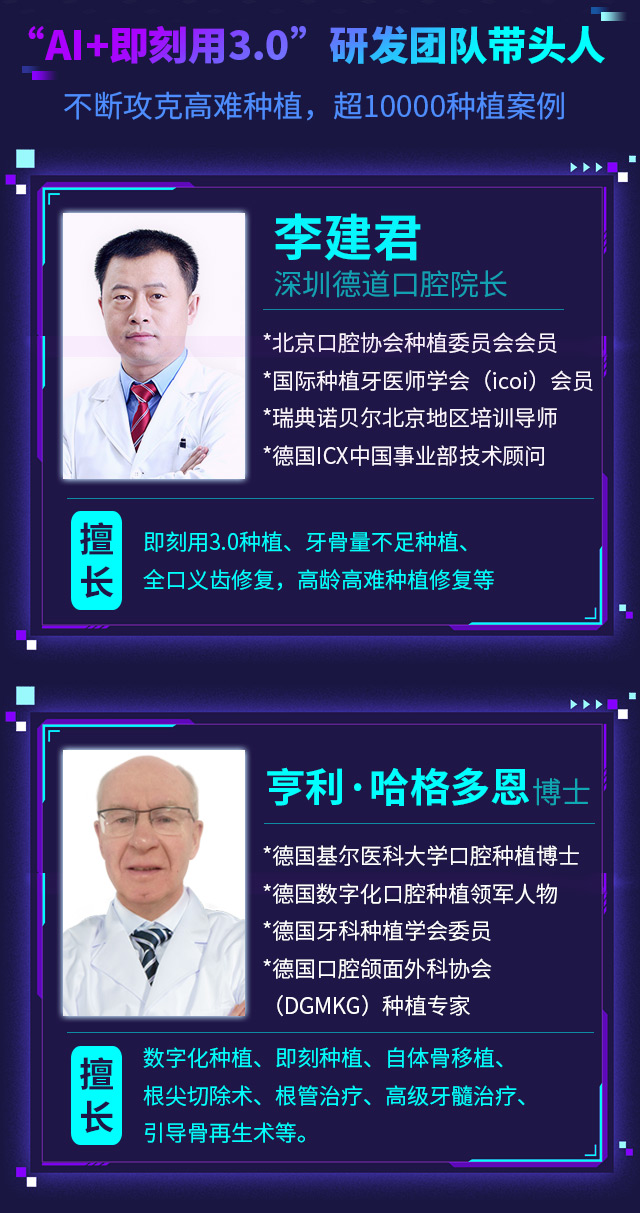 “AI+即刻用3.0”研发团队带头人
不断攻克高难种植，超10000种植案例
李建君
深圳德道口腔院长
*北京口腔协会种植委员会会员
*国际种植牙医师学会（icoi）会员
*瑞典诺贝尔北京地区培训导师
*德国ICX中国事业部技术顾问
擅长
即刻用3.0种植、牙骨量不足种植、
全口义齿修复，高龄高难种植修复等
亨利·哈格多恩博士
*德国基尔医科大学口腔种植博士
*德国数字化口腔种植领军人物
*德国牙科种植学会委员
*德国口腔颌面外科协会
（DGMKG）种植专家
擅长
数字化种植、即刻种植、自体骨移植、
根尖切除术、根管治疗、高级牙髓治疗、
引导骨再生术等。